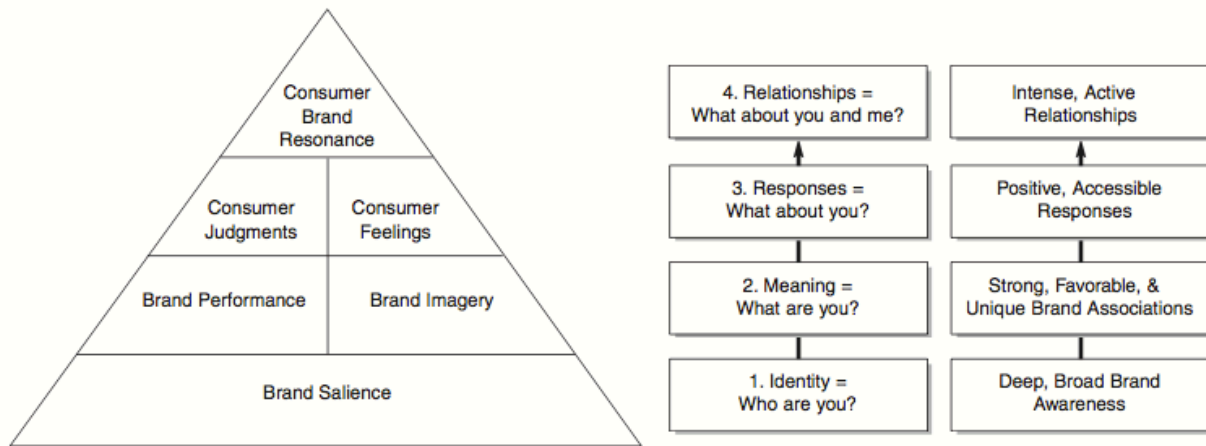 Consumer
Brand
Resonance
Consumer
Judgments
Consumer
Feelings
Brand Performance
Brand Imagery
Brand Salience
4. Relationships =
What about you and me?
Intense, Active
Relationships
3. Responses =
What about you?
Positive, Accessible
Responses
2. Meaning =
What are you?
Strong, Favorable, &
Unique Brand Associations
1. Identity =
Who are you?
Deep, Broad Brand
Awareness